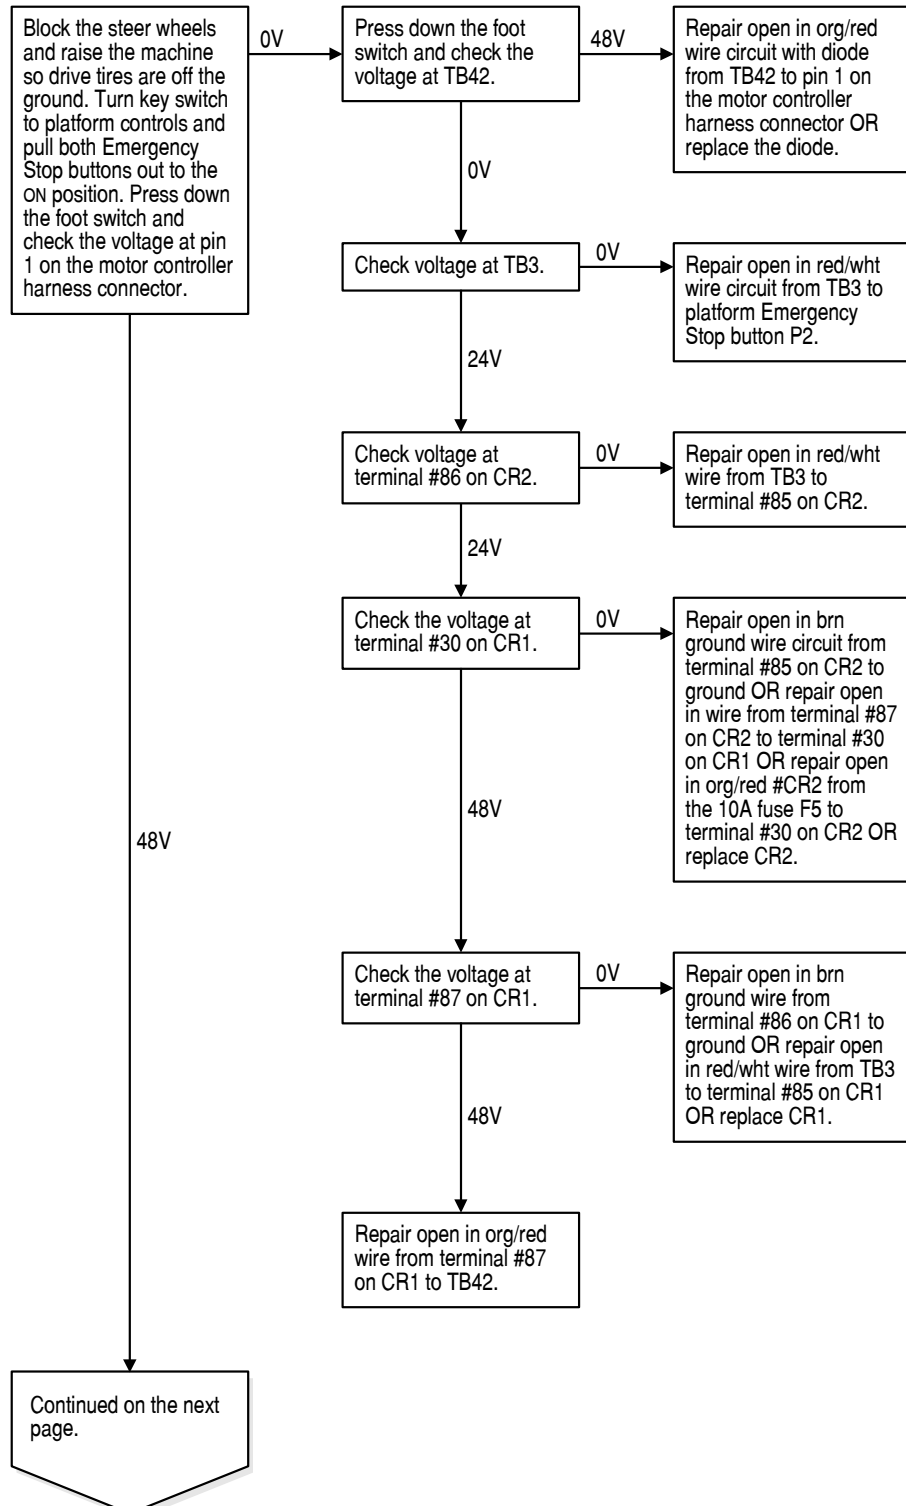 Block the steer wheels
and raise the machine
so drive tires are off the
ground. Turn key switch
to platform controls and
pull both Emergency
Stop buttons out to the
ON position. Press down
the foot switch and
check the voltage at pin
1 on the motor controller
harness connector.
0V
Press down the foot
switch and check the
voltage at TB42.
48V
Repair open in org/red
wire circuit with diode
from TB42 to pin 1 on
the motor controller
harness connector OR
replace the diode.
0V
Check voltage at TB3.
0V
Repair open in red/wht
wire circuit from TB3 to
platform Emergency
Stop button P2.
24V
Check voltage at
terminal #86 on CR2.
0V
Repair open in red/wht
wire from TB3 to
terminal #85 on CR2.
24V
Check the voltage at
terminal #30 on CR1.
0V
Repair open in brn
ground wire circuit from
terminal #85 on CR2 to
ground OR repair open
in wire from terminal #87
on CR2 to terminal #30
on CR1 OR repair open
in org/red #CR2 from
the 10A fuse F5 to
terminal #30 on CR2 OR
replace CR2.
48V
48V
Check the voltage at
terminal #87 on CR1.
0V
Repair open in brn
ground wire from
terminal #86 on CR1 to
ground OR repair open
in red/wht wire from TB3
to terminal #85 on CR1
OR replace CR1.
48V
Repair open in org/red
wire from terminal #87
on CR1 to TB42.
Continued on the next
page.